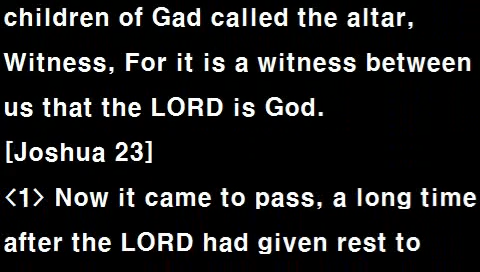 children of Gad called the altar,
Witness, For it is a witness between
us that the LORD is God.
[Joshua 23]
<1> Now it came to pass, a long time
after the LORD had given rest to